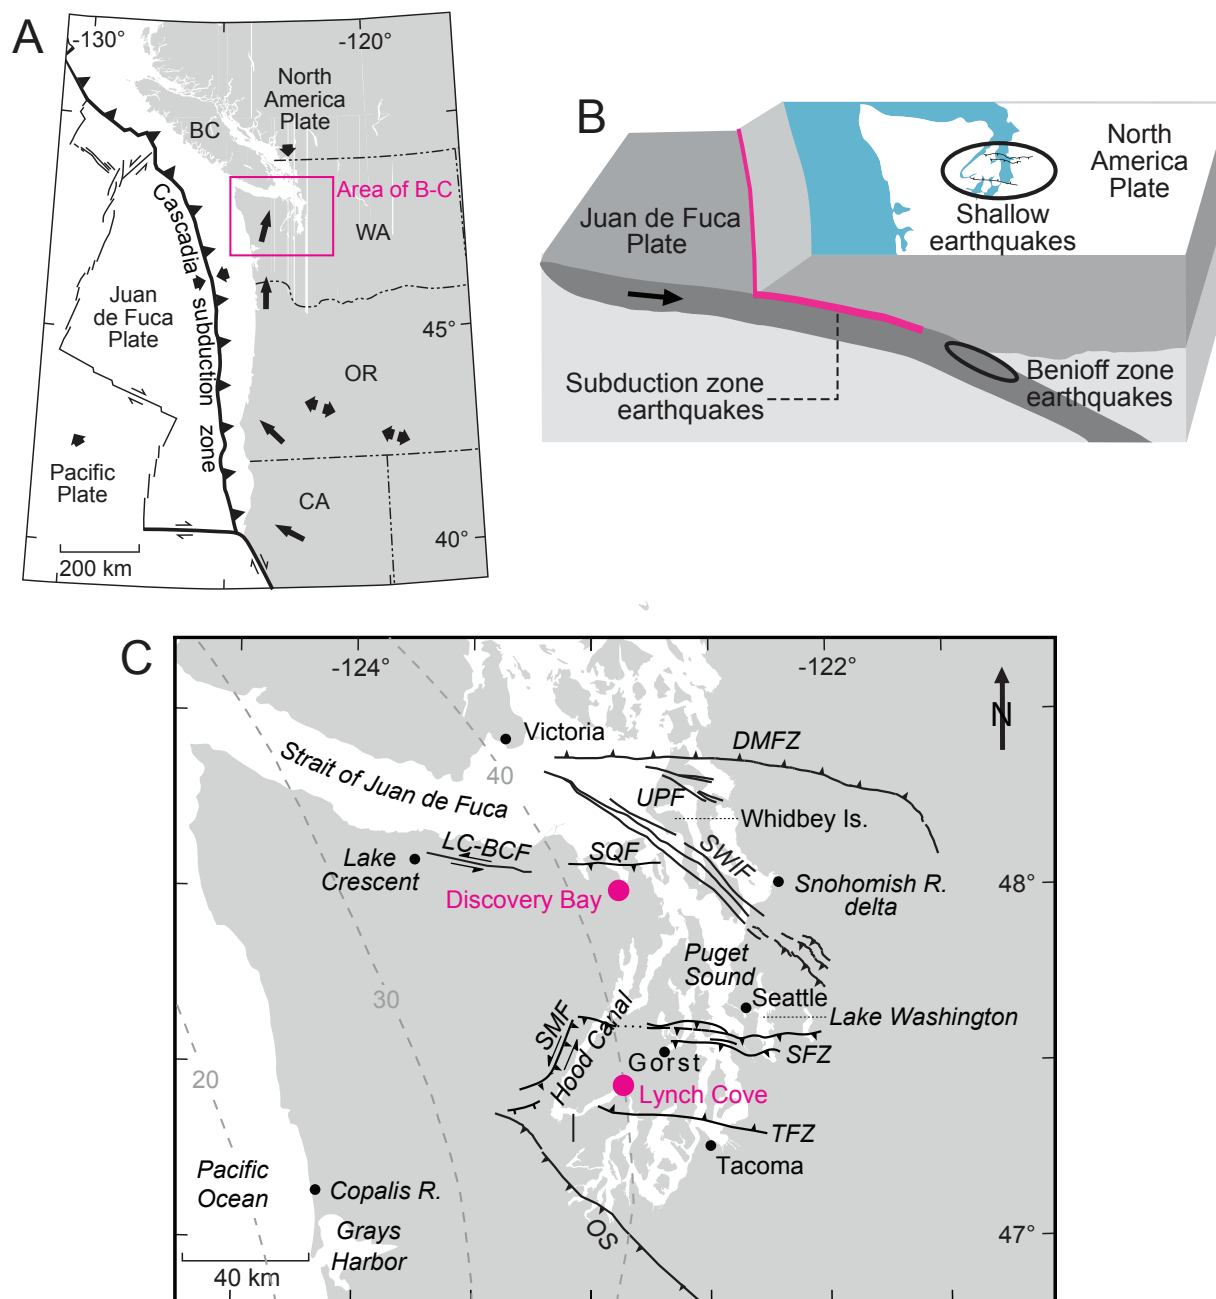 A
-130°
-120°
North
America
Plate
BC
Area of B-C
WA
Cascadia subduction zone
Juan
de Fuca
Plate
45°
OR
Pacific
Plate
CA
40°
200 km
B
North
America
Plate
Juan de Fuca
Plate
Shallow
earthquakes
Subduction zone
earthquakes
Benioff zone
earthquakes
C
-124°
-122°
N
Victoria
DMFZ
Strait of Juan de Fuca
40
UPF
Whidbey Is.
LC-BCF
SQF
SWIF
Lake
Crescent
Snohomish R.
delta
48°
Discovery Bay
Puget
Sound
Seattle
30
Lake Washington
SMF
Hood Canal
SFZ
Gorst
20
Lynch Cove
TFZ
Tacoma
Pacific
Ocean
Copalis R.
Grays
Harbor
OS
47°
40 km